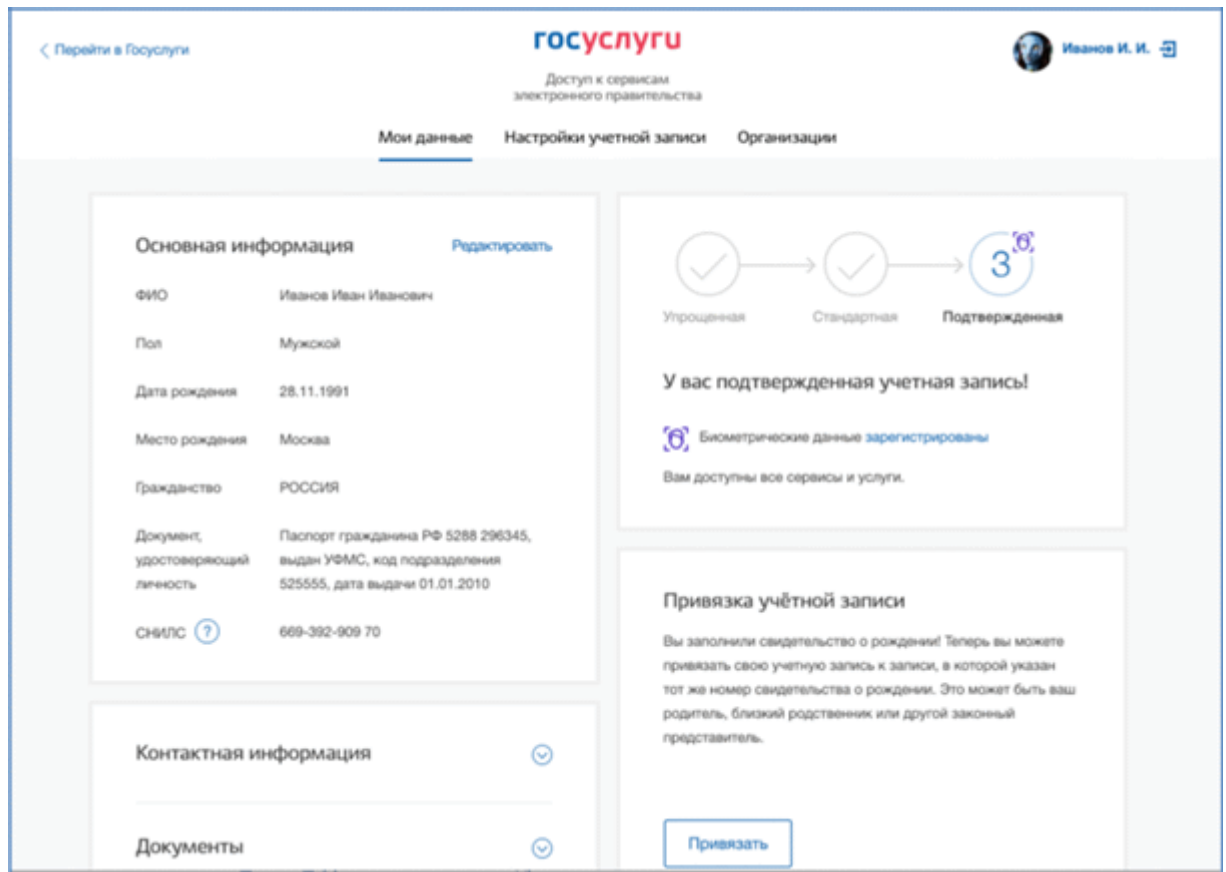 Перейти в Госуслуги
госуслуги
Иванов И. И.
Доступ к сервисам
электронного правительства
Мои данные Настройки учетной записи Организации
Основная информация Редактировать
ФИО Иванов Иван Иванович
Пол Мужской
Дата рождения 28.11.1991
Место рождения Москва
Гражданство РОССИЯ
Документ, Паспорт гражданина РФ 5288 296345,
удостоверяющий выдан УФМС, код подразделения
личность 525555, дата выдачи 01.01.2010
СНИЛС ? 669-392-909 70
Контактная информация
Документы
3
Упрощенная Стандартная Подтвержденная
У вас подтвержденная учетная запись!
Биометрические данные зарегистрированы
Вам доступны все сервисы и услуги.
Привязка учётной записи
Вы заполнили свидетельство о рождении! Теперь вы можете
привязать свою учетную запись к записи, в которой указан
тот же номер свидетельства о рождении. Это может быть ваш
родитель, близкий родственник или другой законный
представитель.
Привязать